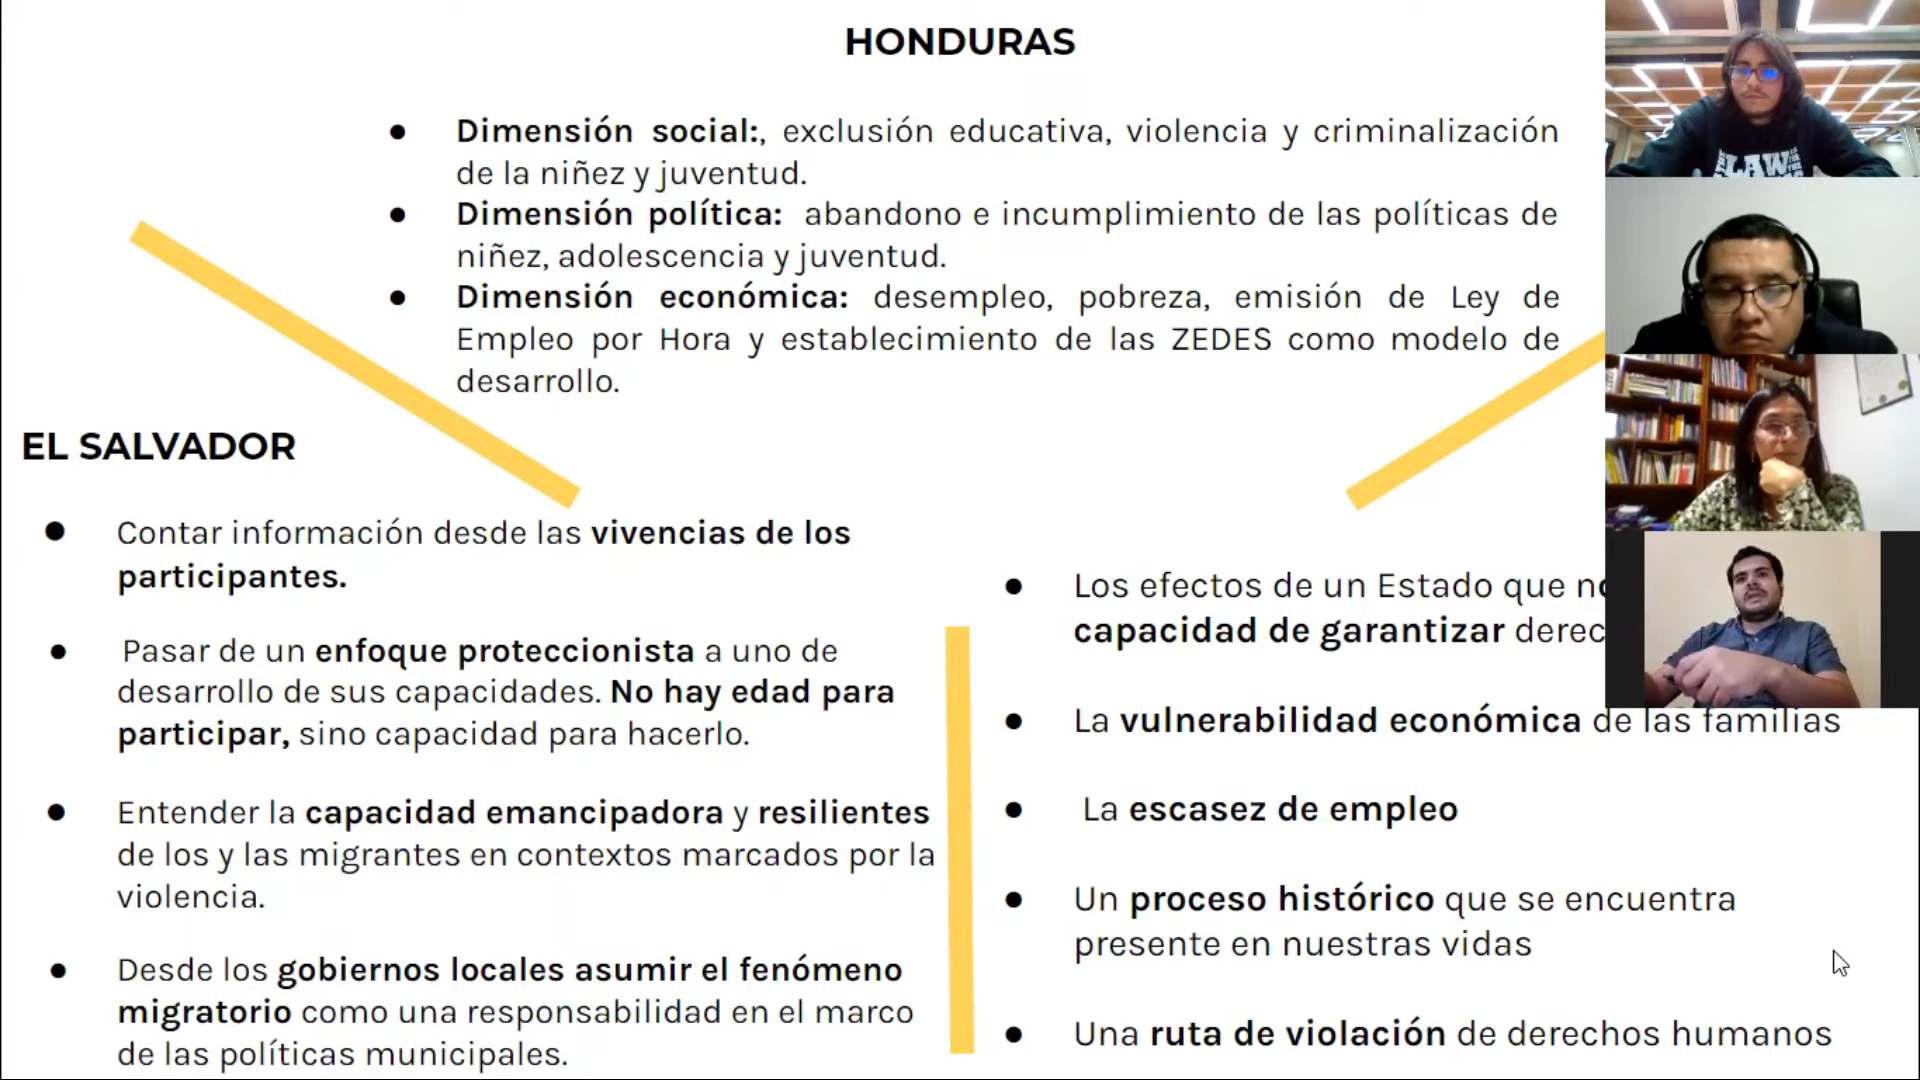 HONDURAS
● Dimensión social:, exclusión educativa, violencia y criminalización
de la niñez y juventud.
● Dimensión política: abandono e incumplimiento de las políticas de
niñez, adolescencia y juventud.
● Dimensión económica: desempleo, pobreza, emisión de Ley de
Empleo por Hora y establecimiento de las ZEDES como modelo de
desarrollo.
EL SALVADOR
● Contar información desde las vivencias de los
participantes.
● Pasar de un enfoque proteccionista a uno de
desarrollo de sus capacidades. No hay edad para
participar, sino capacidad para hacerlo.
● Entender la capacidad emancipadora y resilientes
de los y las migrantes en contextos marcados por la
violencia.
● Desde los gobiernos locales asumir el fenómeno
migratorio como una responsabilidad en el marco
de las políticas municipales.
● Los efectos de un Estado que
capacidad de garantizar
● La vulnerabilidad económica de las familias
● La escasez de empleo
● Un proceso histórico que se encuentra
presente en nuestras vidas
● Una ruta de violación de derechos humanos
LAW